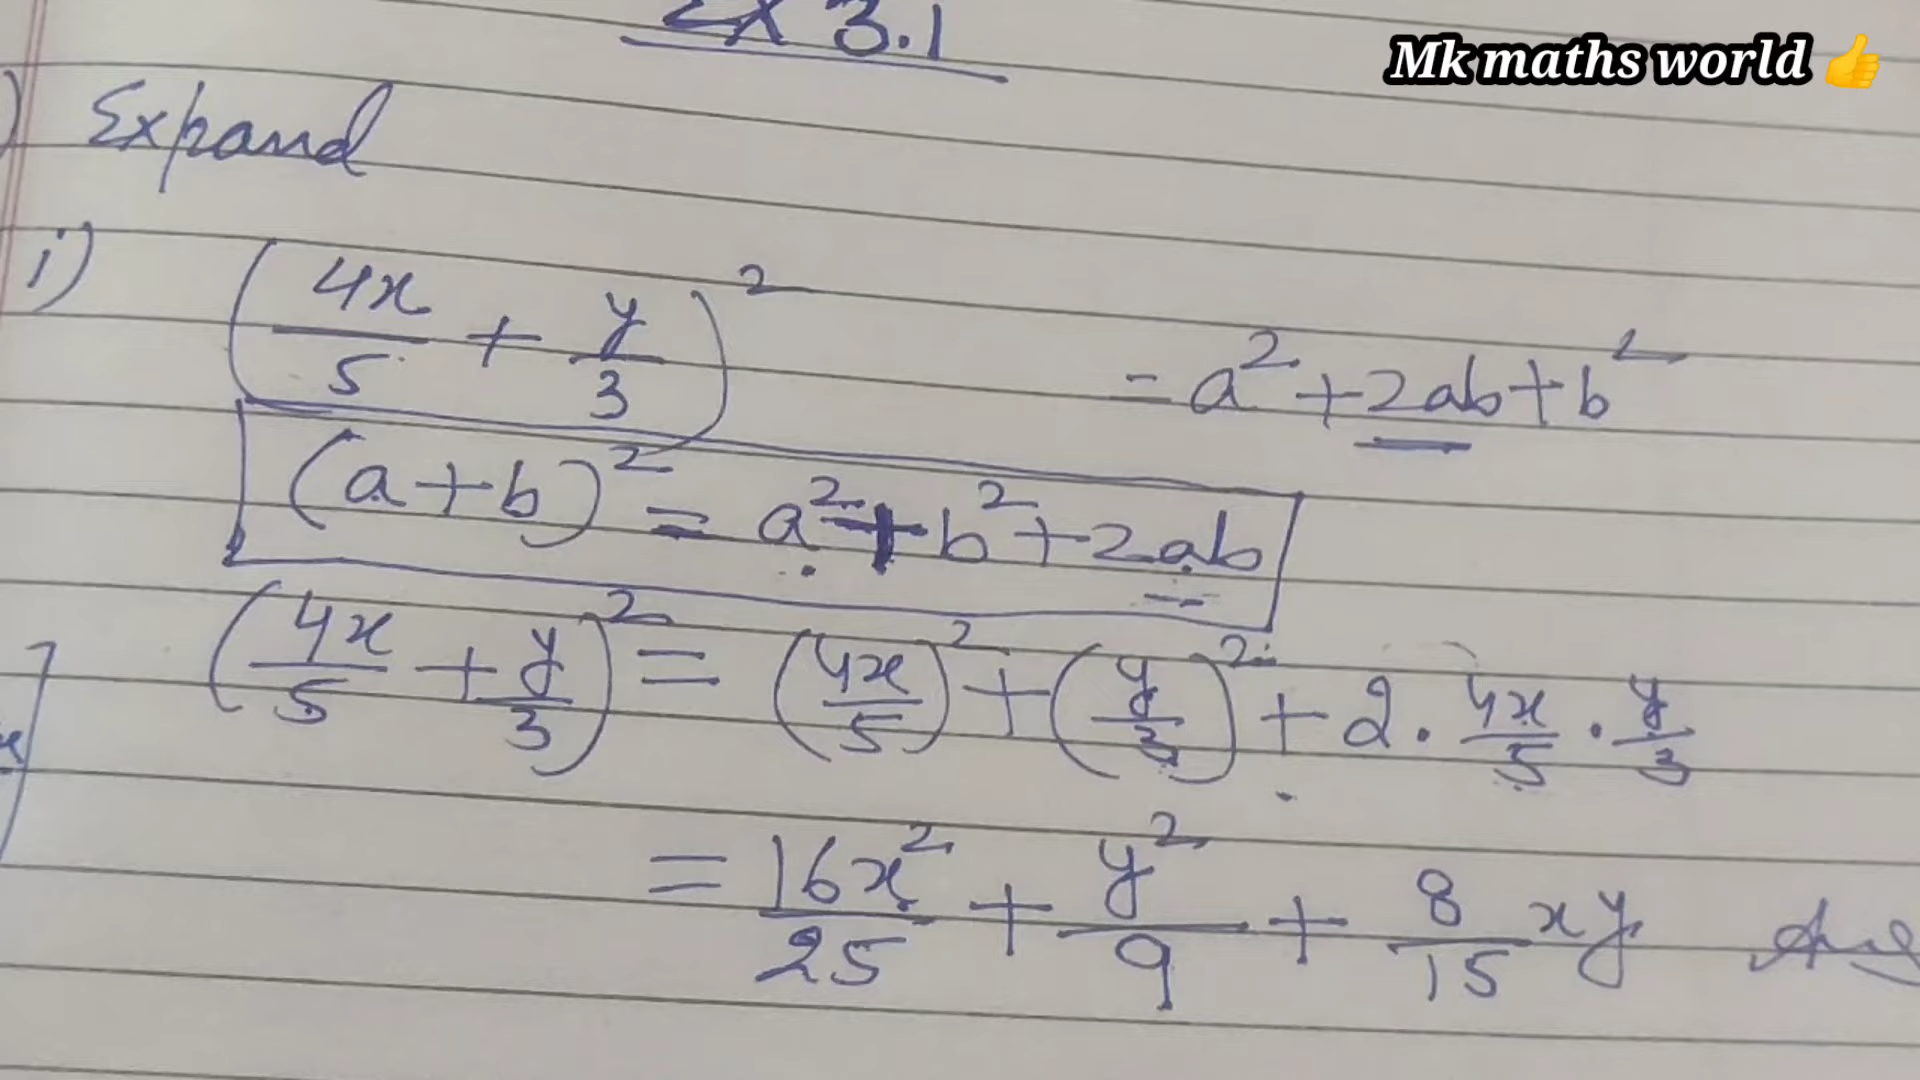 Ex 3.1
Mk maths world 👍
) Expand
i) (4x/5 + y/3)²
= a² + 2ab + b²
(a+b)² = a² + b² + 2ab
(4x/5 + y/3)² = (4x/5)² + (y/3)² + 2 · 4x/5 · y/3
= 16x²/25 + y²/9 + 8/15 xy Ans